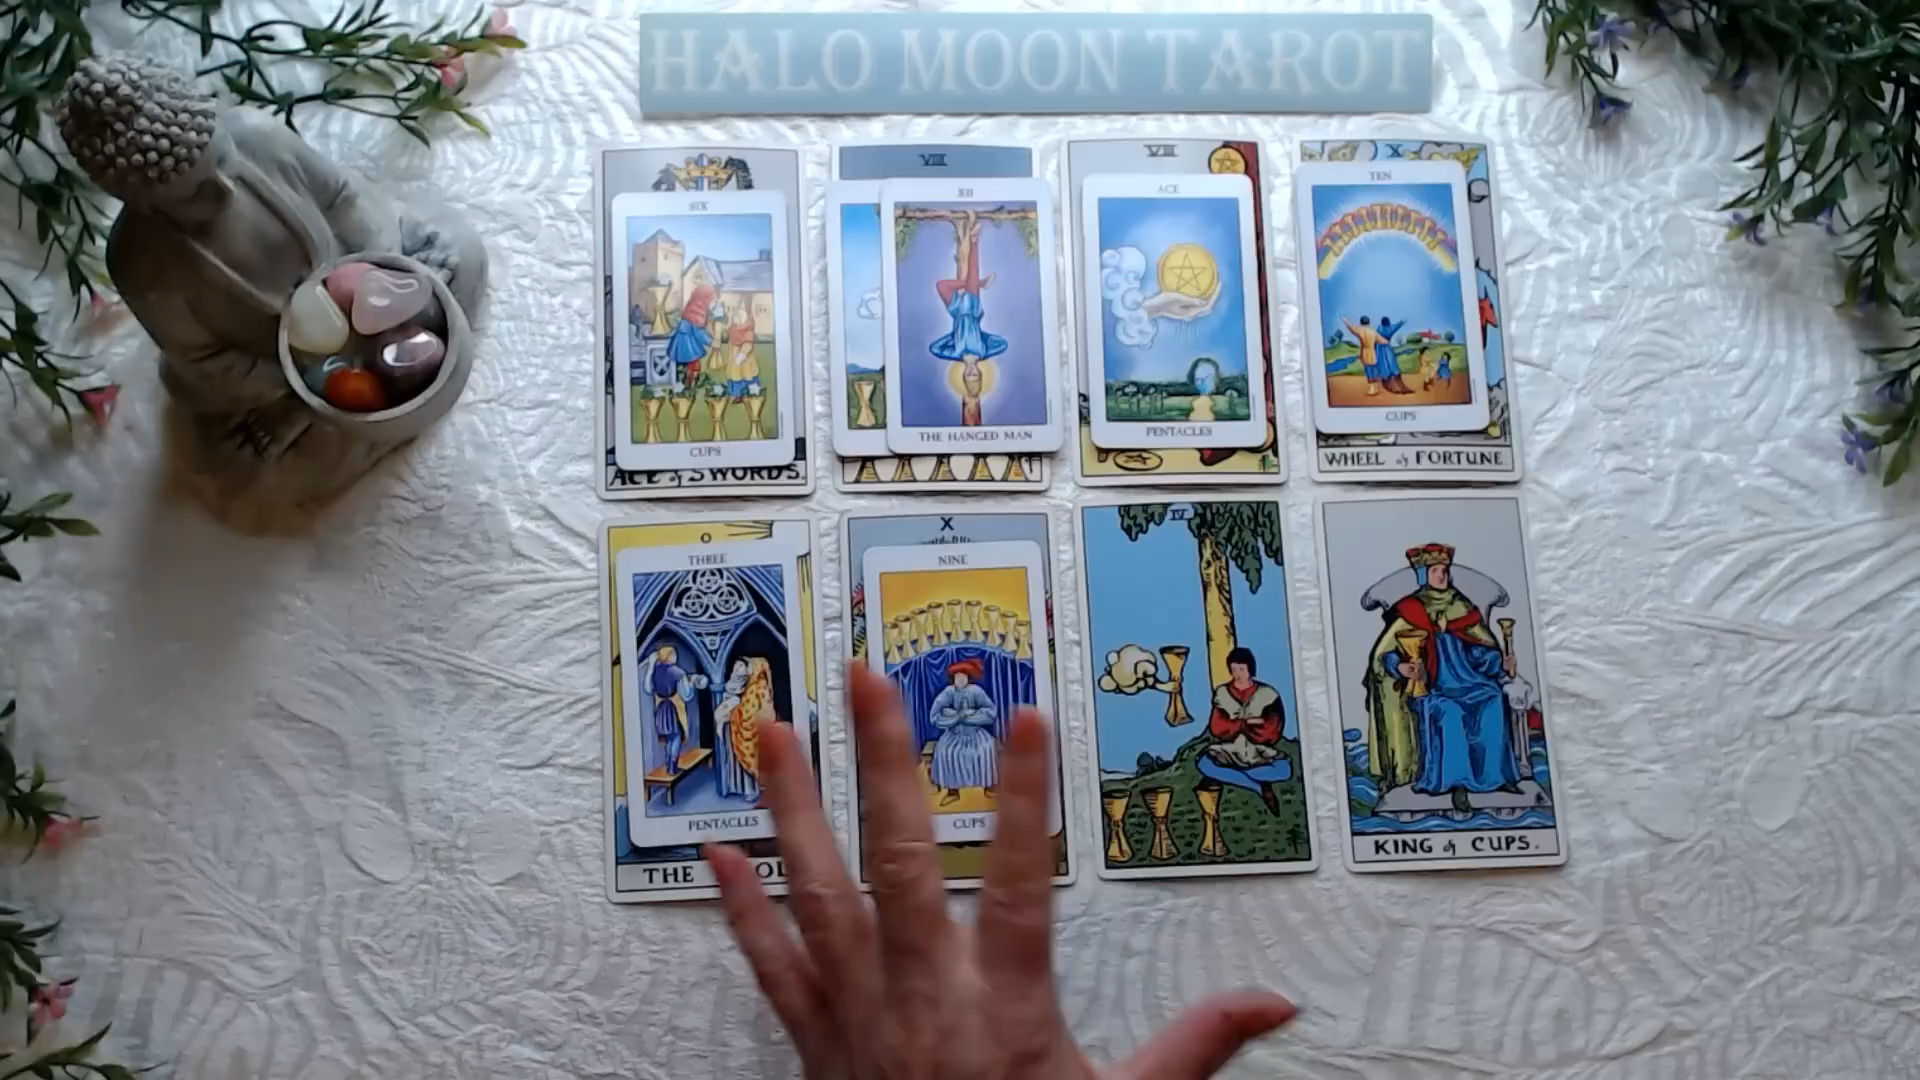 HALO MOON TAROT
SIX
CUPS
ACE of SWORDS.
VIII
XII
THE HANGED MAN
VII
ACE
PENTACLES
X
TEN
CUPS
WHEEL of FORTUNE
0
THREE
PENTACLES
THE
X
NINE
CUPS
IV
KING of CUPS.